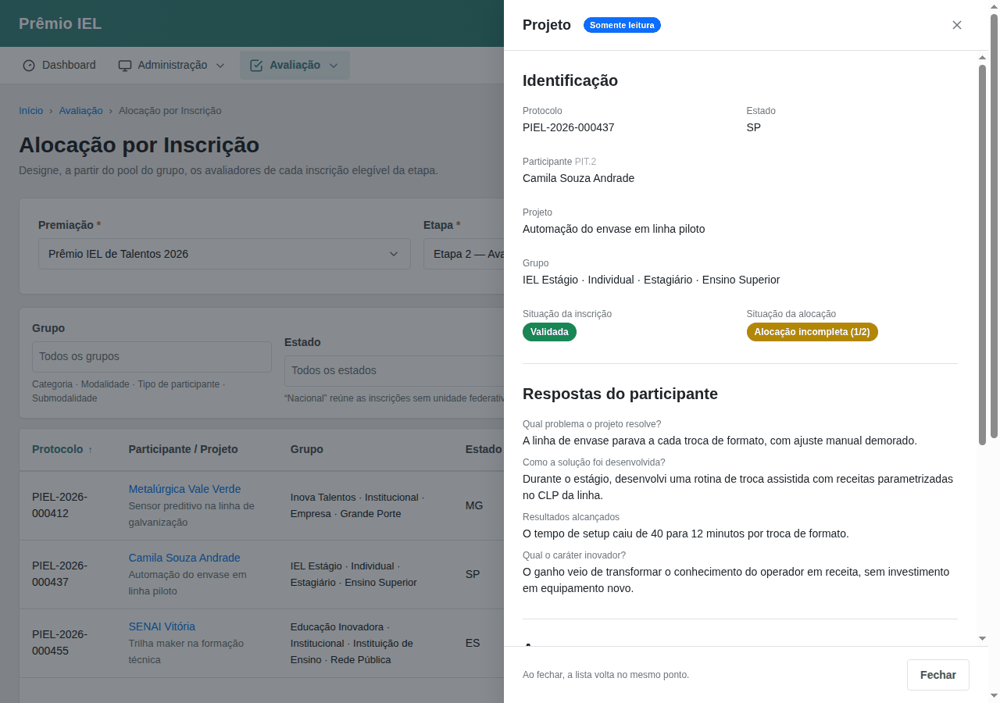 Prêmio IEL
Dashboard
Administração
Avaliação
Início › Avaliação › Alocação por Inscrição
Alocação por Inscrição
Designe, a partir do pool do grupo, os avaliadores de cada inscrição elegível da etapa.
Premiação *
Etapa *
Prêmio IEL de Talentos 2026
Etapa 2 — Ava
Grupo
Todos os grupos
Categoria · Modalidade · Tipo de participante ·
Submodalidade
Estado
Todos os estados
“Nacional” reúne as inscrições sem unidade federativ
Protocolo ↑
Participante / Projeto
Grupo
Estado
PIEL-2026-
000412
Metalúrgica Vale Verde
Sensor preditivo na linha de
galvanização
Inova Talentos · Institucional ·
Empresa · Grande Porte
MG
PIEL-2026-
000437
Camila Souza Andrade
Automação do envase em
linha piloto
IEL Estágio · Individual ·
Estagiário · Ensino Superior
SP
PIEL-2026-
000455
SENAI Vitória
Trilha maker na formação
técnica
Educação Inovadora ·
Institucional · Instituição de
Ensino · Rede Pública
ES
Projeto
Somente leitura
Identificação
Protocolo
PIEL-2026-000437
Estado
SP
Participante PIT.2
Camila Souza Andrade
Projeto
Automação do envase em linha piloto
Grupo
IEL Estágio · Individual · Estagiário · Ensino Superior
Situação da inscrição
Validada
Situação da alocação
Alocação incompleta (1/2)
Respostas do participante
Qual problema o projeto resolve?
A linha de envase parava a cada troca de formato, com ajuste manual demorado.
Como a solução foi desenvolvida?
Durante o estágio, desenvolvi uma rotina de troca assistida com receitas parametrizadas
no CLP da linha.
Resultados alcançados
O tempo de setup caiu de 40 para 12 minutos por troca de formato.
Qual o caráter inovador?
O ganho veio de transformar o conhecimento do operador em receita, sem investimento
em equipamento novo.
Ao fechar, a lista volta no mesmo ponto.
Fechar